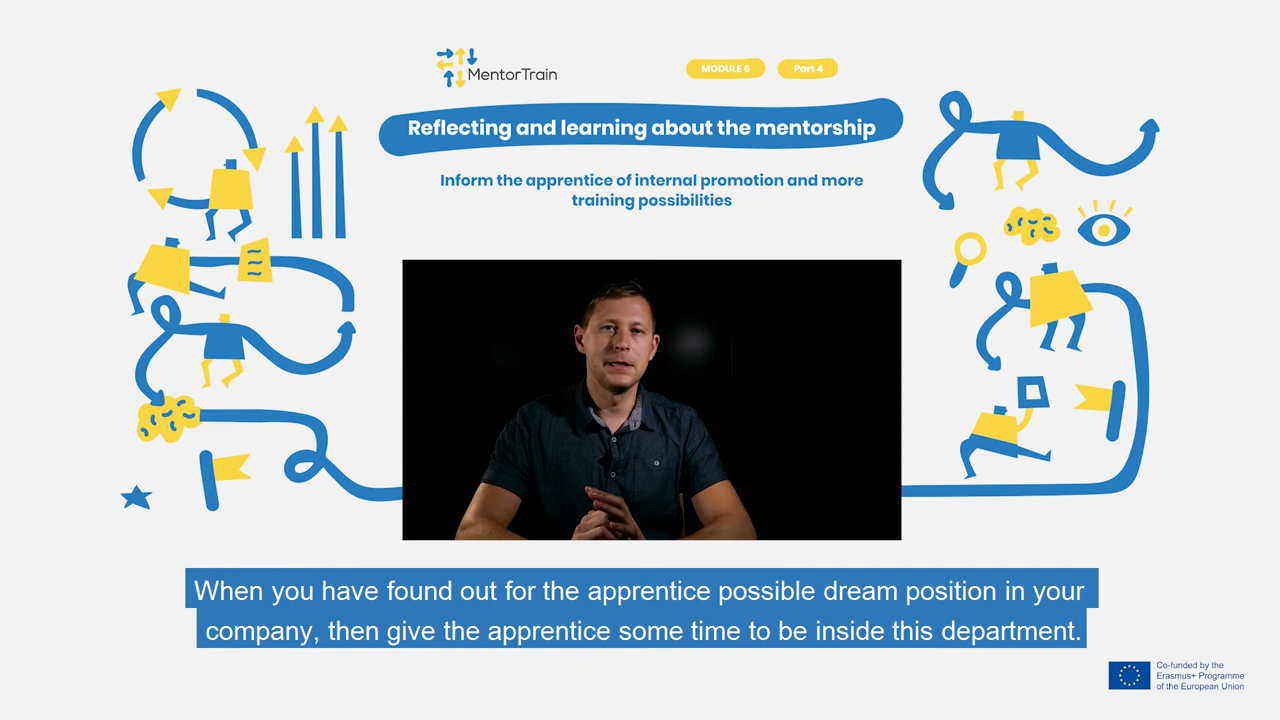 MentorTrain
MODULE 6
Part 4
Reflecting and learning about the mentorship
Inform the apprentice of internal promotion and more
training possibilities
When you have found out for the apprentice possible dream position in your
company, then give the apprentice some time to be inside this department.
Co-funded by the
Erasmus+ Programme
of the European Union